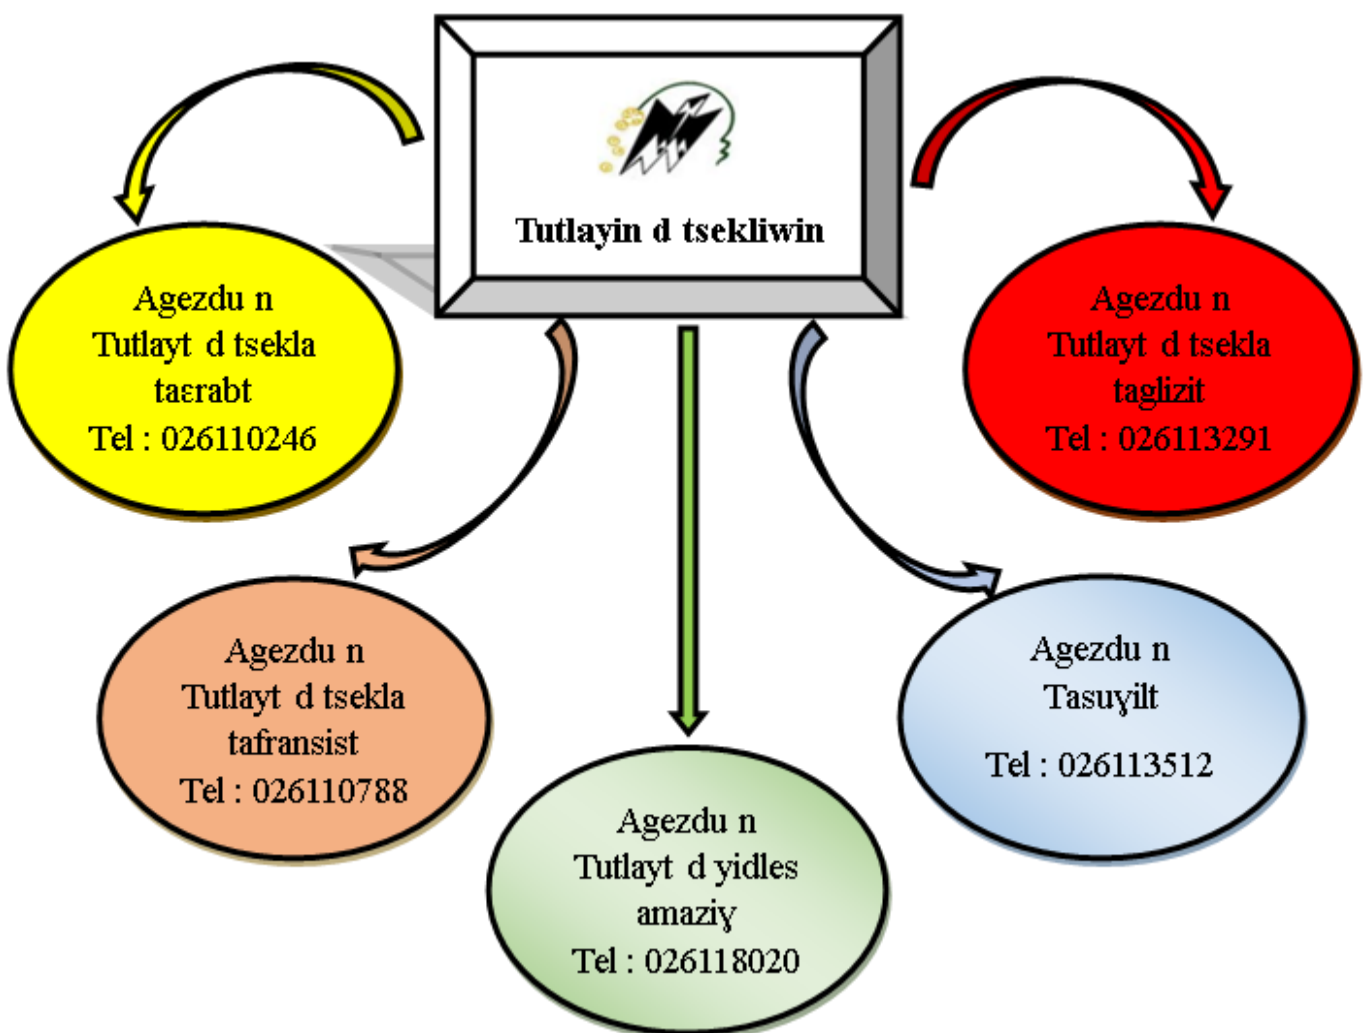 Tutlayin d tsekliwin
Agezdu n
Tutlayt d tsekla
taɛrabt
Tel : 026110246
Agezdu n
Tutlayt d tsekla
taglizit
Tel : 026113291
Agezdu n
Tutlayt d tsekla
tafransist
Tel : 026110788
Agezdu n
Tasuɣilt
Tel : 026113512
Agezdu n
Tutlayt d yidles
amaziɣ
Tel : 026118020